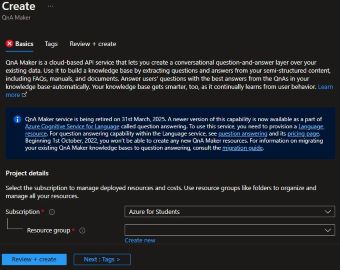 Create
...
QnA Maker
Basics Tags Review + create
QnA Maker is a cloud-based API service that lets you create a conversational question-and-answer layer over your
existing data. Use it to build a knowledge base by extracting questions and answers from your semi-structured content,
including FAQs, manuals, and documents. Answer users' questions with the best answers from the QnAs in your
knowledge base-automatically. Your knowledge base gets smarter, too, as it continually learns from user behavior. Learn
more
QnA Maker service is being retired on 31st March, 2025. A newer version of this capability is now available as a part of
Azure Cognitive Service for Language called question answering. To use this service, you need to provision a Language
resource. For question answering capability within the Language service, see question answering and its pricing page.
Beginning 1st October, 2022, you won't be able to create any new QnA Maker resources. For information on migrating
your existing QnA Maker knowledge bases to question answering, consult the migration guide.
Project details
Select the subscription to manage deployed resources and costs. Use resource groups like folders to organize and
manage all your resources.
Subscription * Azure for Students
Resource group *
Create new
Review + create Next : Tags >